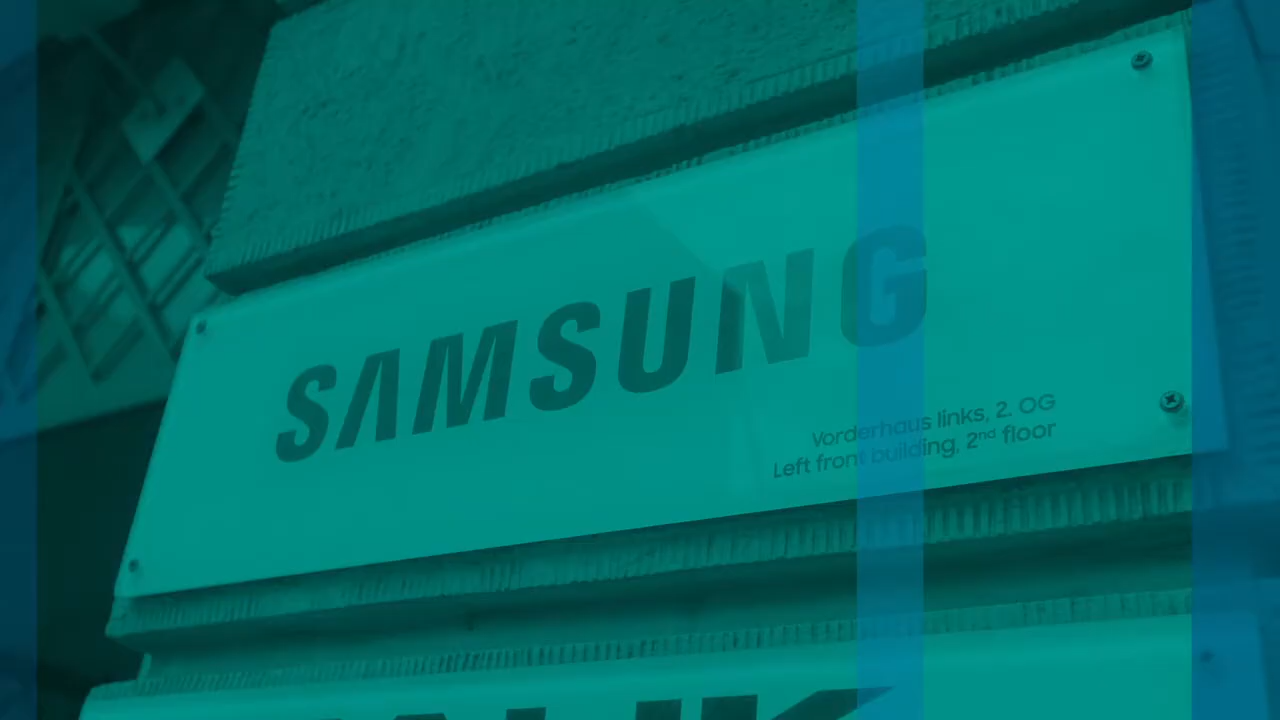 SAMSUNG
Vorderhaus links, 2. OG
Left front building, 2nd floor